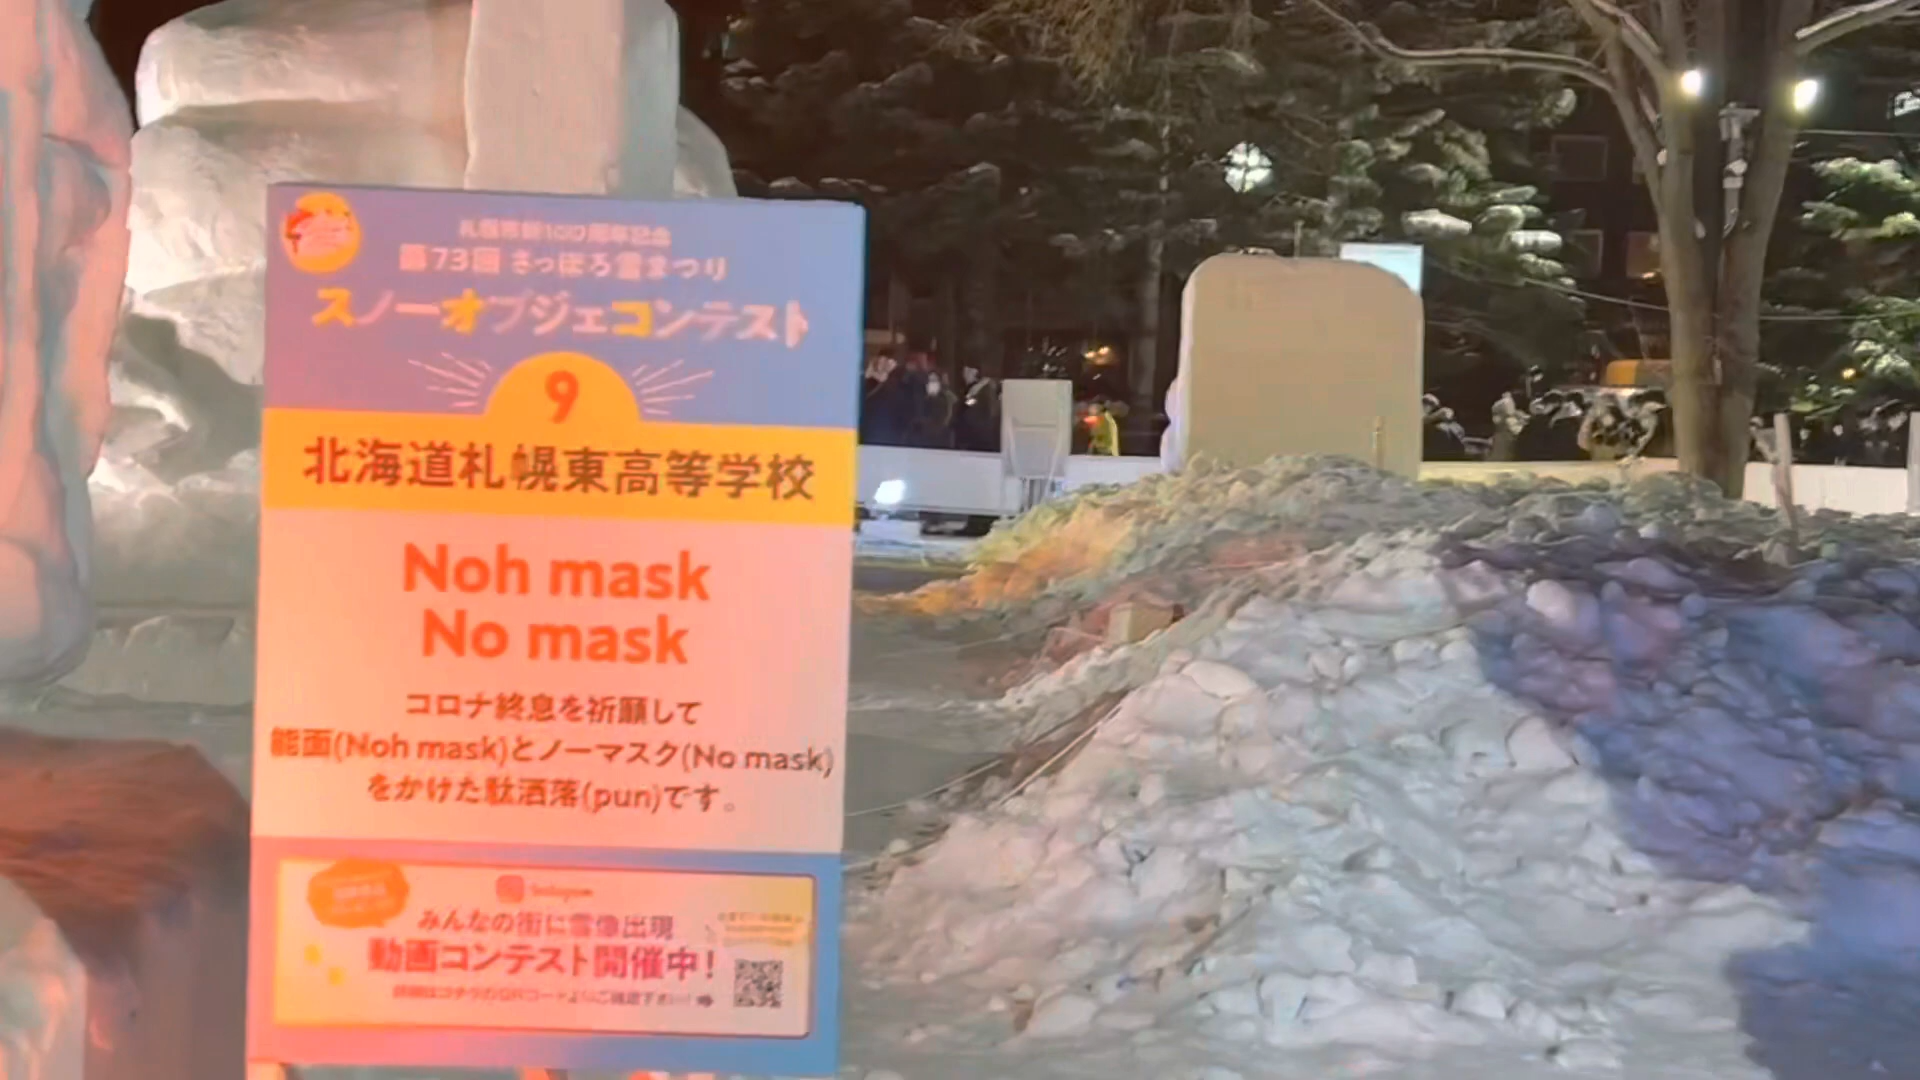 札幌市制100周年記念
第73回 さっぽろ雪まつり
スノーオブジェコンテスト
9
北海道札幌東高等学校
Noh mask
No mask
コロナ終息を祈願して
能面(Noh mask)とノーマスク(No mask)
をかけた駄洒落(pun)です。
みんなの街に雪像出現
動画コンテスト開催中!